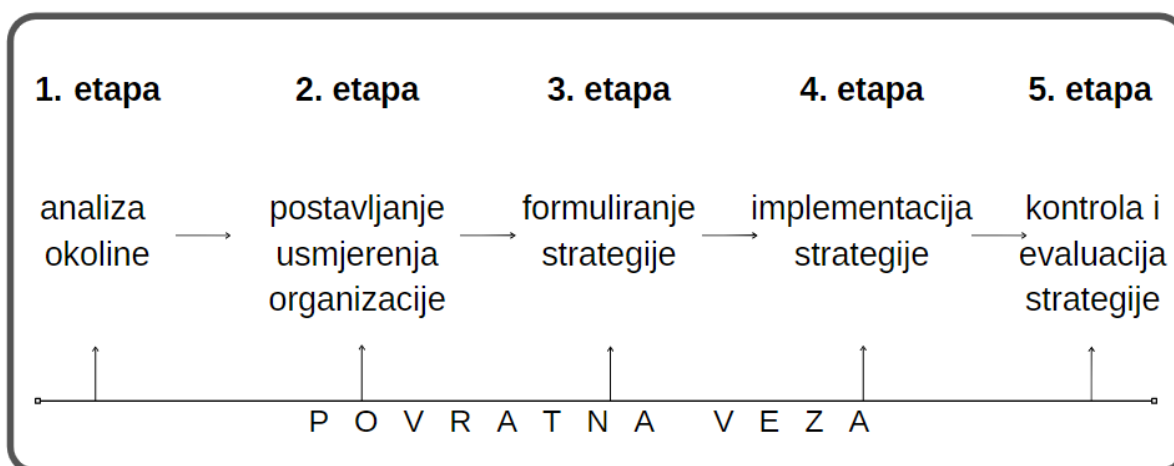 1. etapa
2. etapa
3. etapa
4. etapa
5. etapa
analiza
okoline
postavljanje
usmjerenja
organizacije
formuliranje
strategije
implementacija
strategije
kontrola i
evaluacija
strategije
P O V R A T N A V E Z A